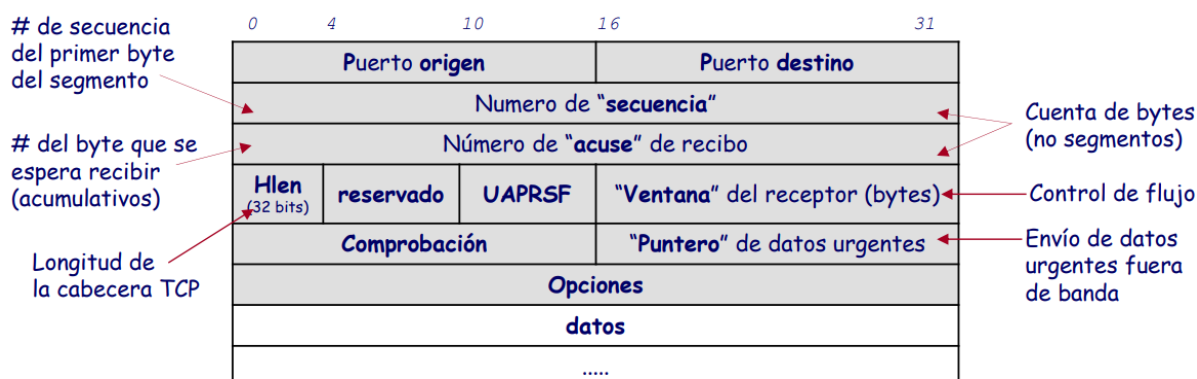 0 4 10 16 31
# de secuencia
del primer byte
del segmento
Puerto origen
Puerto destino
Numero de “secuencia”
Número de “acuse” de recibo
Cuenta de bytes
(no segmentos)
# del byte que se
espera recibir
(acumulativos)
Hlen
(32 bits)
reservado
UAPRSF
“Ventana” del receptor (bytes)
Control de flujo
Comprobación
“Puntero” de datos urgentes
Envío de datos
urgentes fuera
de banda
Longitud de
la cabecera TCP
Opciones
datos
.....